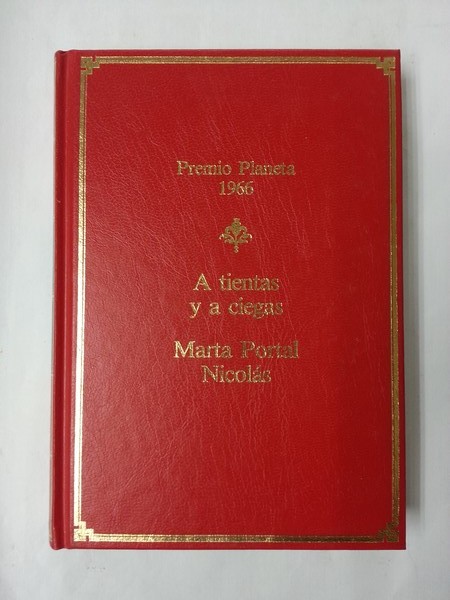 Premio Planeta
1966
A tientas
y a ciegas
Marta Portal
Nicolás